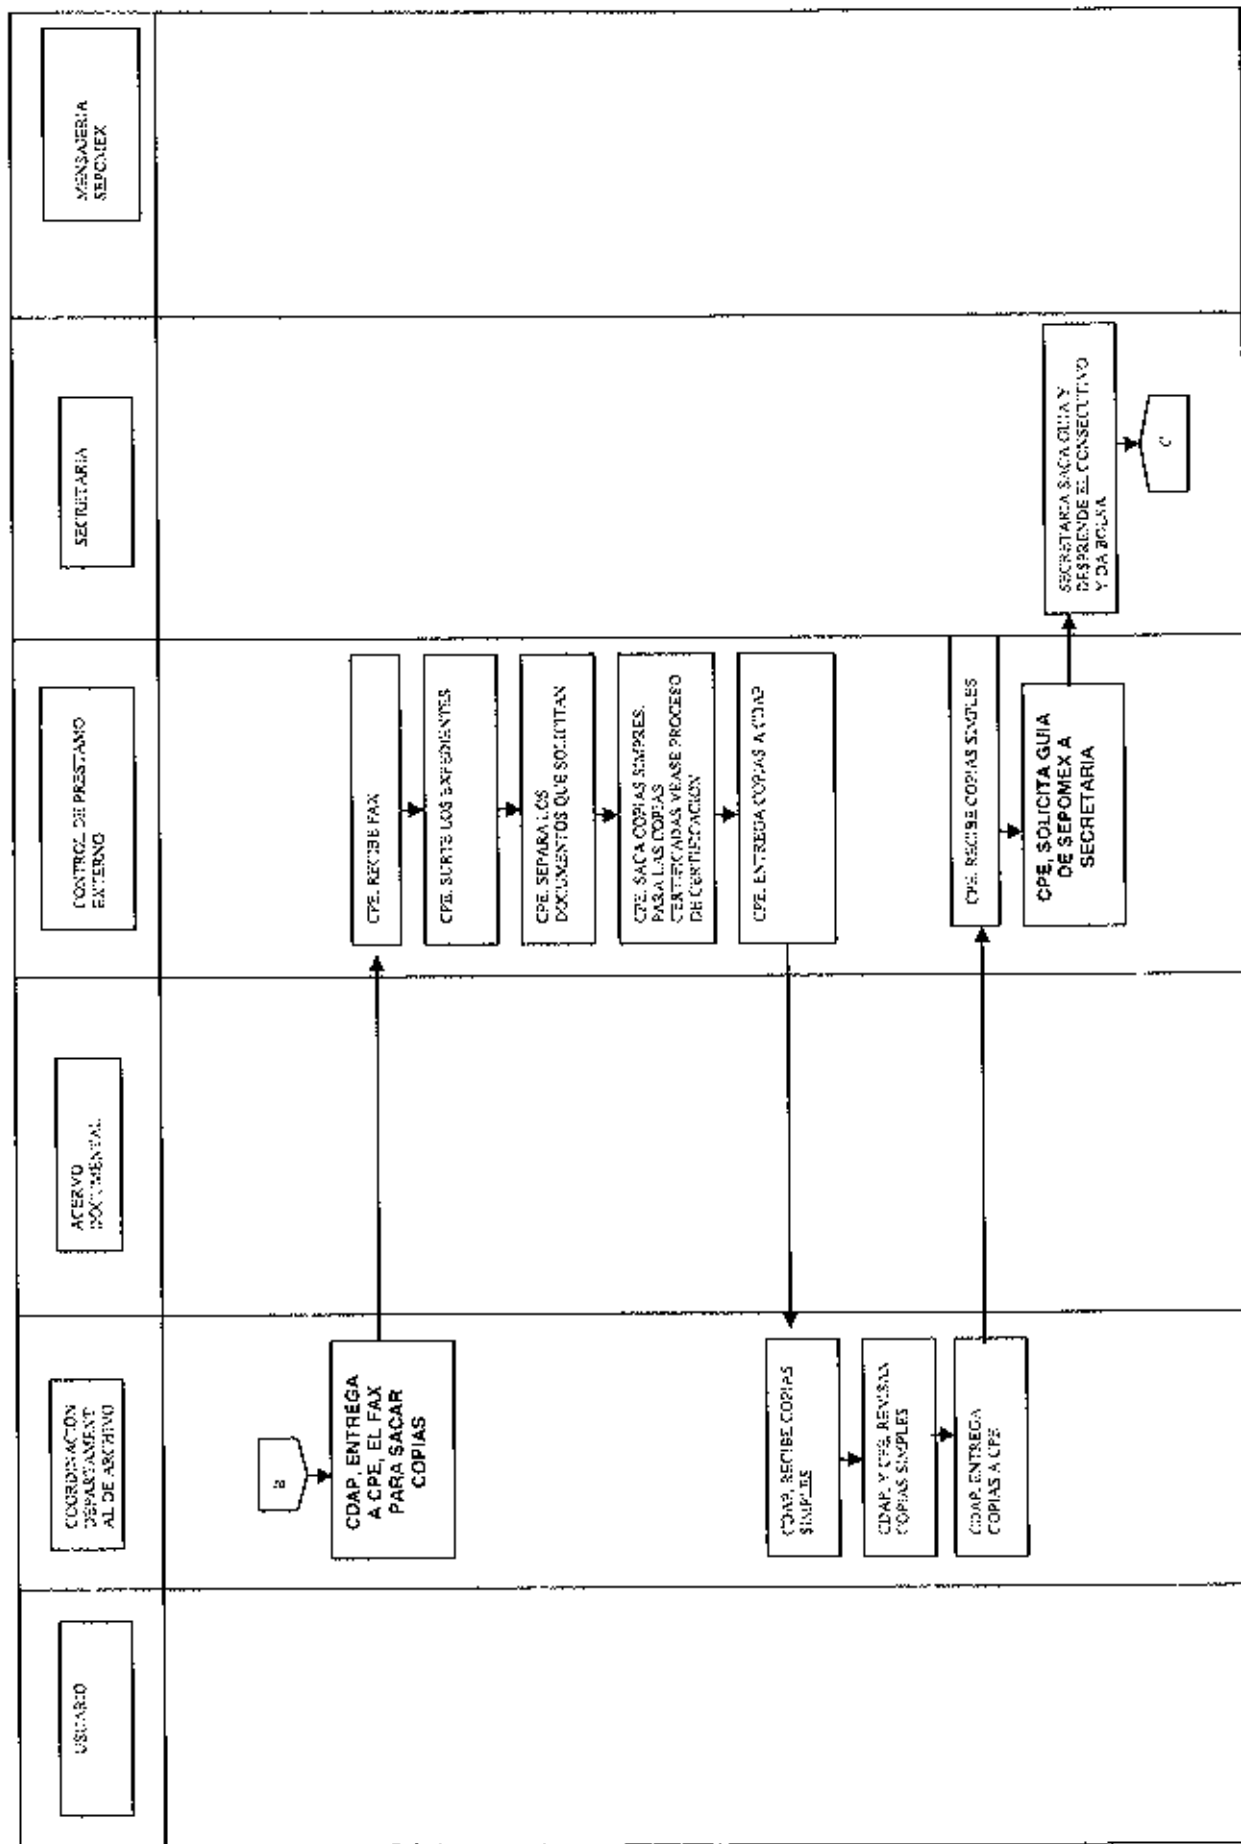 USUARIO
COORDINACION
DEPARTAMENT
AL DE ARCHIVO
ACERVO
DOCUMENTAL
CONTROL DE PRESTAMO
EXTERNO
SECRETARIA
MENSAJERIA
SEPOMEX
CDAP, ENTREGA
A CPE, EL FAX
PARA SACAR
COPIAS
CPE, RECIBE FAX
CPE, SURTE LOS EXPEDIENTES
CPE, SEPARA LOS
DOCUMENTOS QUE SOLICITAN
CPE, SACA COPIAS SIMPRES,
PARA LAS COPIAS
CERTIFICADAS VEASE PROCESO
DE CERTIFICACION
CPE, ENTREGA COPIAS A CDAP
CDAP, RECIBE COPIAS
SIMPLES
CDAP, Y CPE, REVISAN
COPIAS SIMPLES
CDAP, ENTREGA
COPIAS A CPE
CPE, RECIBE COPIAS SIMPLES
CPE, SOLICITA GUIA
DE SEPOMEX A
SECRETARIA
SECRETARIA SACA GUIA Y
DESPRENDE EL CONSECUTIVO
Y DA BOLSA
C